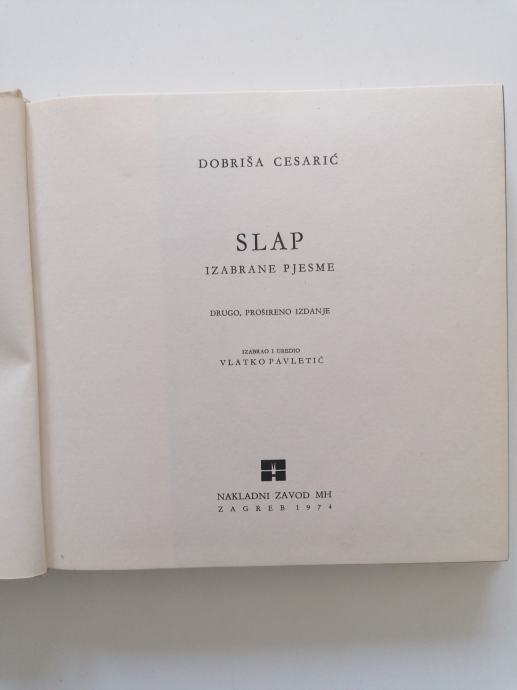 DOBRIŠA CESARIĆ
SLAP
IZABRANE PJESME
DRUGO, PROŠIRENO IZDANJE
IZABRAO I UREDIO
VLATKO PAVLETIĆ
NAKLADNI ZAVOD MH
ZAGREB 1974